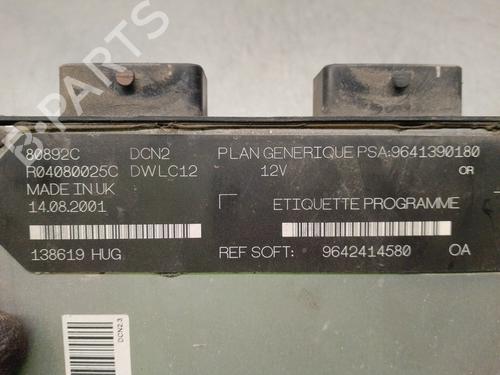 80892C DCN2 PLAN GENERIQUE PSA:9641390180
R04080025C DWLC12 12V OR
MADE IN UK
14.08.2001 ETIQUETTE PROGRAMME
138619 HUG REF SOFT: 9642414580 OA
DCN2.3
B-PARTS